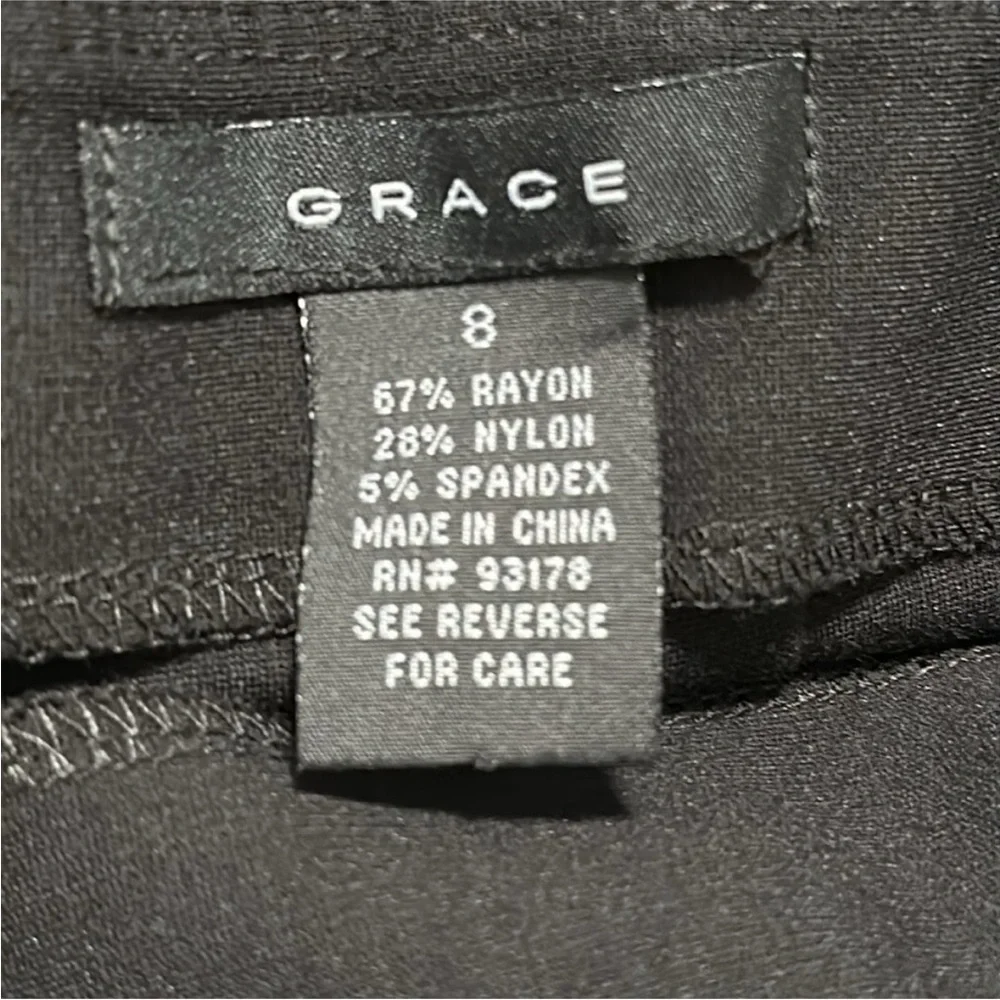 GRACE
8
67% RAYON
28% NYLON
5% SPANDEX
MADE IN CHINA
RN# 93178
SEE REVERSE
FOR CARE